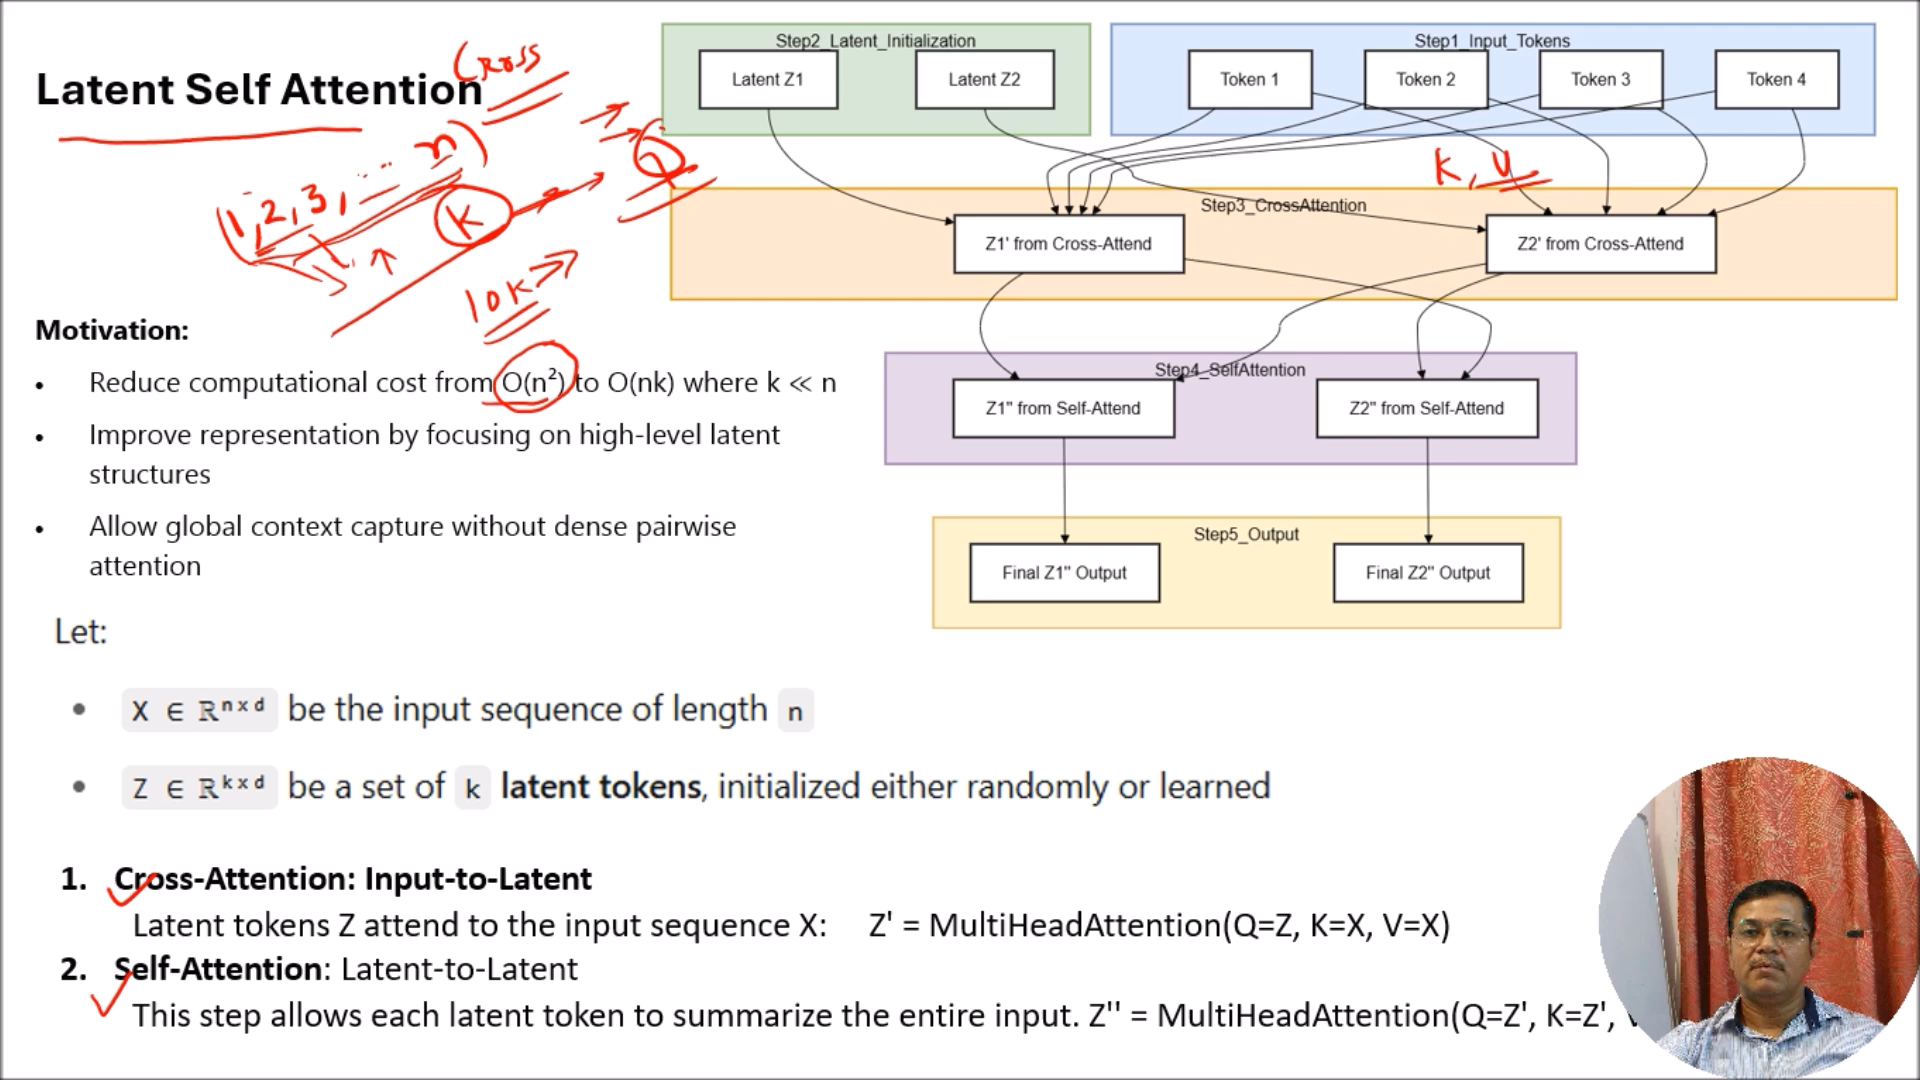 Latent Self Attention
Cross
(1,2,3, ... n)
K
Q
10K
Motivation:
• Reduce computational cost from O(n²) to O(nk) where k ≪ n
• Improve representation by focusing on high-level latent
structures
• Allow global context capture without dense pairwise
attention
Step2_Latent_Initialization
Latent Z1
Latent Z2
Step1_Input_Tokens
Token 1
Token 2
Token 3
Token 4
K, V
Step3_CrossAttention
Z1' from Cross-Attend
Z2' from Cross-Attend
Step4_SelfAttention
Z1'' from Self-Attend
Z2'' from Self-Attend
Step5_Output
Final Z1'' Output
Final Z2'' Output
Let:
• X ∈ ℝⁿˣᵈ be the input sequence of length n
• Z ∈ ℝᵏˣᵈ be a set of k latent tokens, initialized either randomly or learned
1. Cross-Attention: Input-to-Latent
Latent tokens Z attend to the input sequence X: Z' = MultiHeadAttention(Q=Z, K=X, V=X)
2. Self-Attention: Latent-to-Latent
This step allows each latent token to summarize the entire input. Z'' = MultiHeadAttention(Q=Z', K=Z',